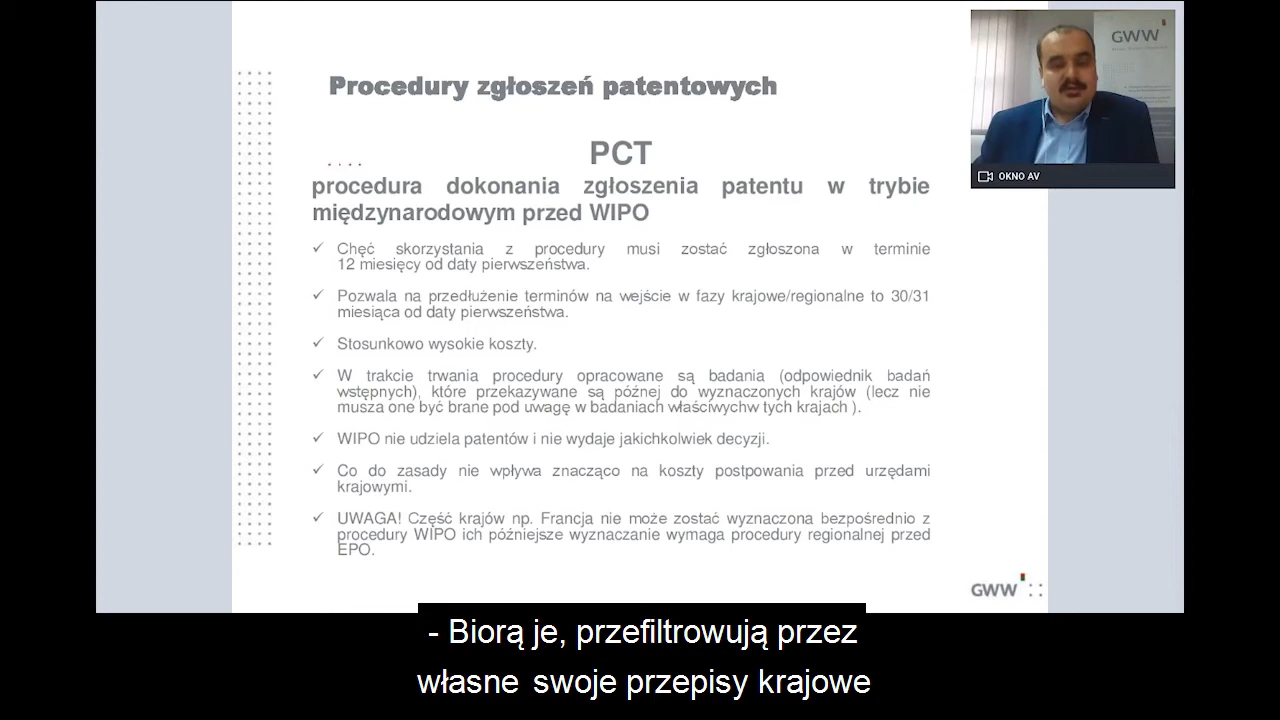 Procedury zgłoszeń patentowych
GWW
PCT
OKNO AV
procedura dokonania zgłoszenia patentu w trybie
międzynarodowym przed WIPO
✓ Chęć skorzystania z procedury musi zostać zgłoszona w terminie
12 miesięcy od daty pierwszeństwa.
✓ Pozwala na przedłużenie terminów na wejście w fazy krajowe/regionalne to 30/31
miesiąca od daty pierwszeństwa.
✓ Stosunkowo wysokie koszty.
✓ W trakcie trwania procedury opracowane są badania (odpowiednik badań
wstępnych), które przekazywane są późnej do wyznaczonych krajów (lecz nie
musza one być brane pod uwagę w badaniach właściwychw tych krajach ).
✓ WIPO nie udziela patentów i nie wydaje jakichkolwiek decyzji.
✓ Co do zasady nie wpływa znacząco na koszty postpowania przed urzędami
krajowymi.
✓ UWAGA! Część krajów np. Francja nie może zostać wyznaczona bezpośrednio z
procedury WIPO ich późniejsze wyznaczanie wymaga procedury regionalnej przed
EPO.
GWW
- Biorą je, przefiltrowują przez
własne swoje przepisy krajowe